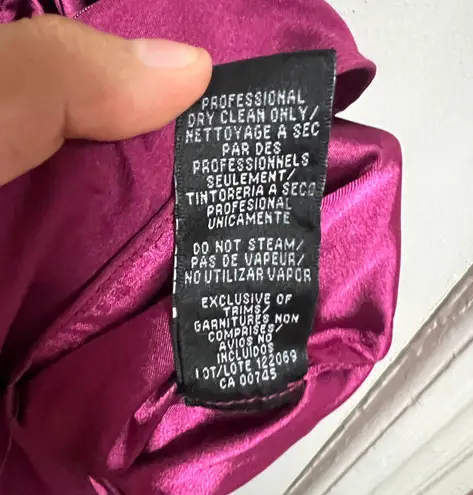 PROFESSIONAL
DRY CLEAN ONLY/
NETTOYAGE A SEC
PAR DES
PROFESSIONNELS
SEULEMENT/
TINTORERIA A SECO
PROFESIONAL
UNICAMENTE
DO NOT STEAM/
PAS DE VAPEUR/
NO UTILIZAR VAPOR
EXCLUSIVE OF
TRIMS/
GARNITURES NON
COMPRISES/
AVIOS NO
INCLUIDOS
LOT/LOTE 122069
CA 00745